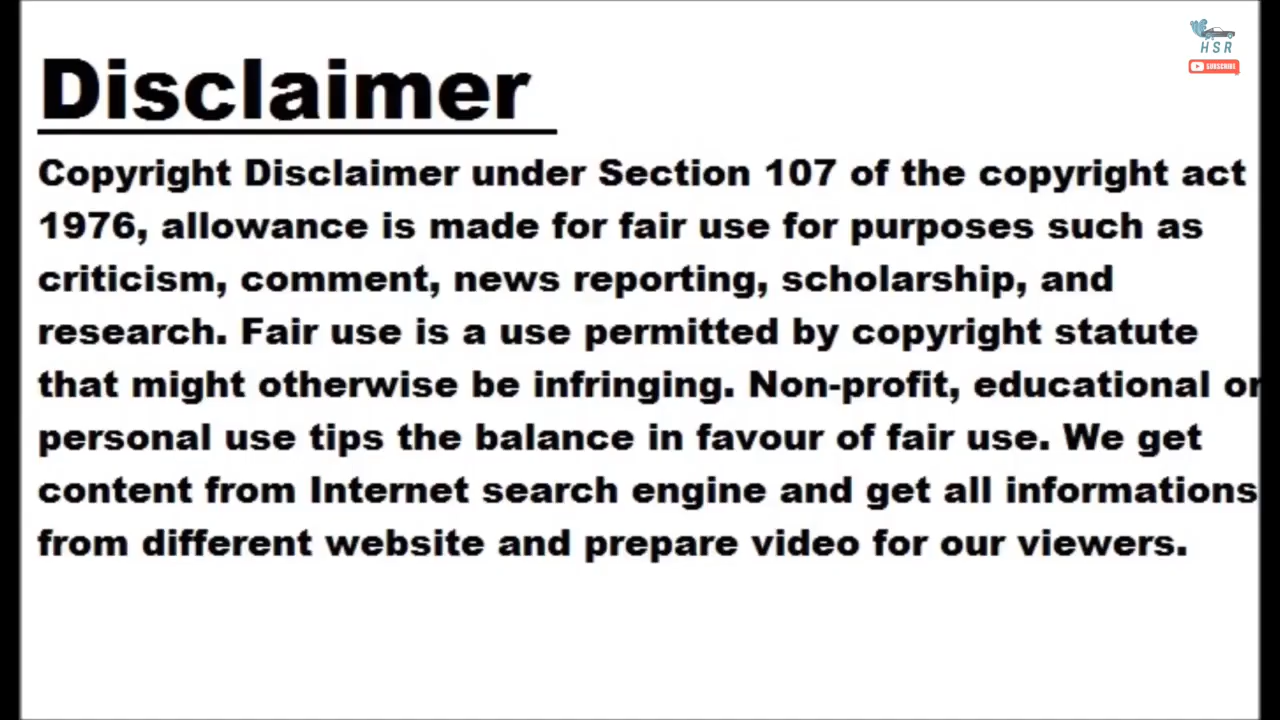 HSR
SUBSCRIBE
Disclaimer
Copyright Disclaimer under Section 107 of the copyright act
1976, allowance is made for fair use for purposes such as
criticism, comment, news reporting, scholarship, and
research. Fair use is a use permitted by copyright statute
that might otherwise be infringing. Non-profit, educational or
personal use tips the balance in favour of fair use. We get
content from Internet search engine and get all informations
from different website and prepare video for our viewers.